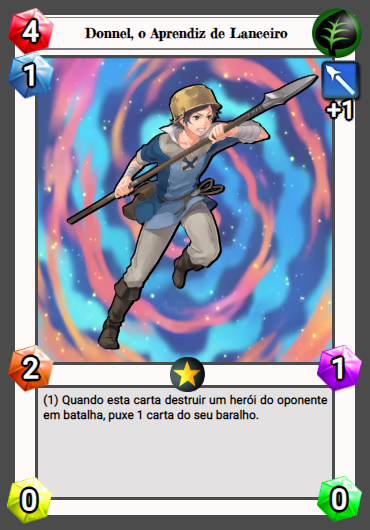 4
Donnel, o Aprendiz de Lanceiro
1
+1
2
1
(1) Quando esta carta destruir um herói do oponente
em batalha, puxe 1 carta do seu baralho.
0
0